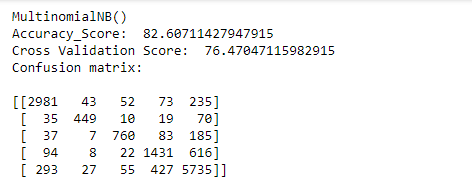 MultinomialNB()
Accuracy_Score:  82.60711427947915
Cross Validation Score:  76.47047115982915
Confusion matrix:
[[2981   43   52   73  235]
 [  35  449   10   19   70]
 [  37    7  760   83  185]
 [  94    8   22 1431  616]
 [ 293   27   55  427 5735]]